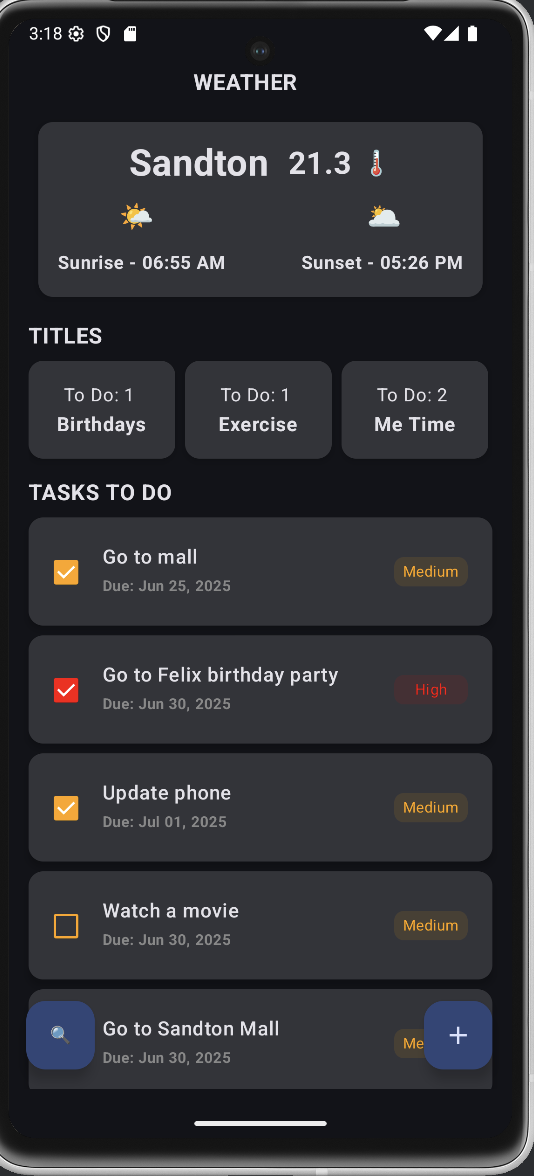 3:18
WEATHER
Sandton 21.3
Sunrise - 06:55 AM
Sunset - 05:26 PM
TITLES
To Do: 1
Birthdays
To Do: 1
Exercise
To Do: 2
Me Time
TASKS TO DO
Go to mall
Due: Jun 25, 2025
Medium
Go to Felix birthday party
Due: Jun 30, 2025
High
Update phone
Due: Jul 01, 2025
Medium
Watch a movie
Due: Jun 30, 2025
Medium
Go to Sandton Mall
Due: Jun 30, 2025
Me